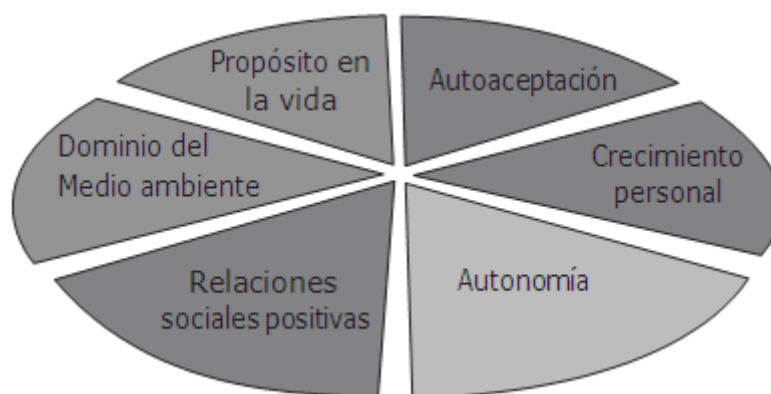 Propósito en
la vida
Autoaceptación
Crecimiento
personal
Autonomía
Relaciones
sociales positivas
Dominio del
Medio ambiente